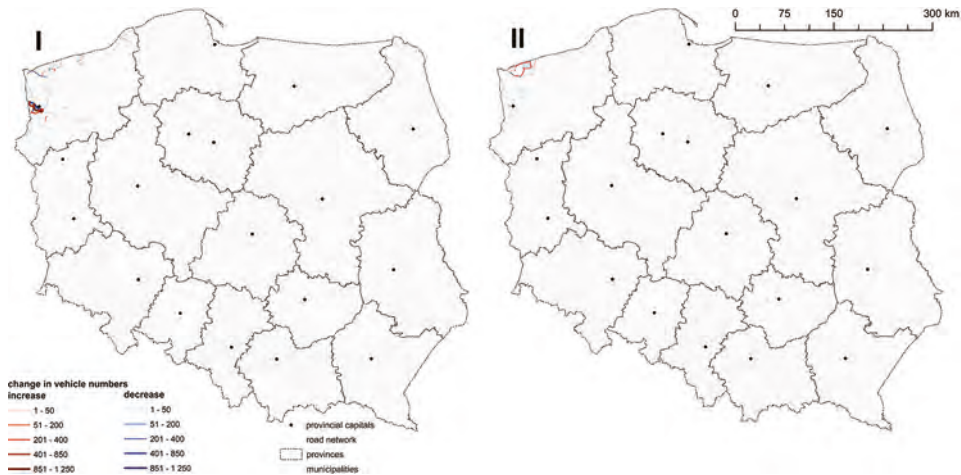 I
II
0 75 150 300 km
change in vehicle numbers
increase decrease
1 - 50 1 - 50
51 - 200 51 - 200
201 - 400 201 - 400
401 - 850 401 - 850
851 - 1 250 851 - 1 250
provincial capitals
road network
provinces
municipalities